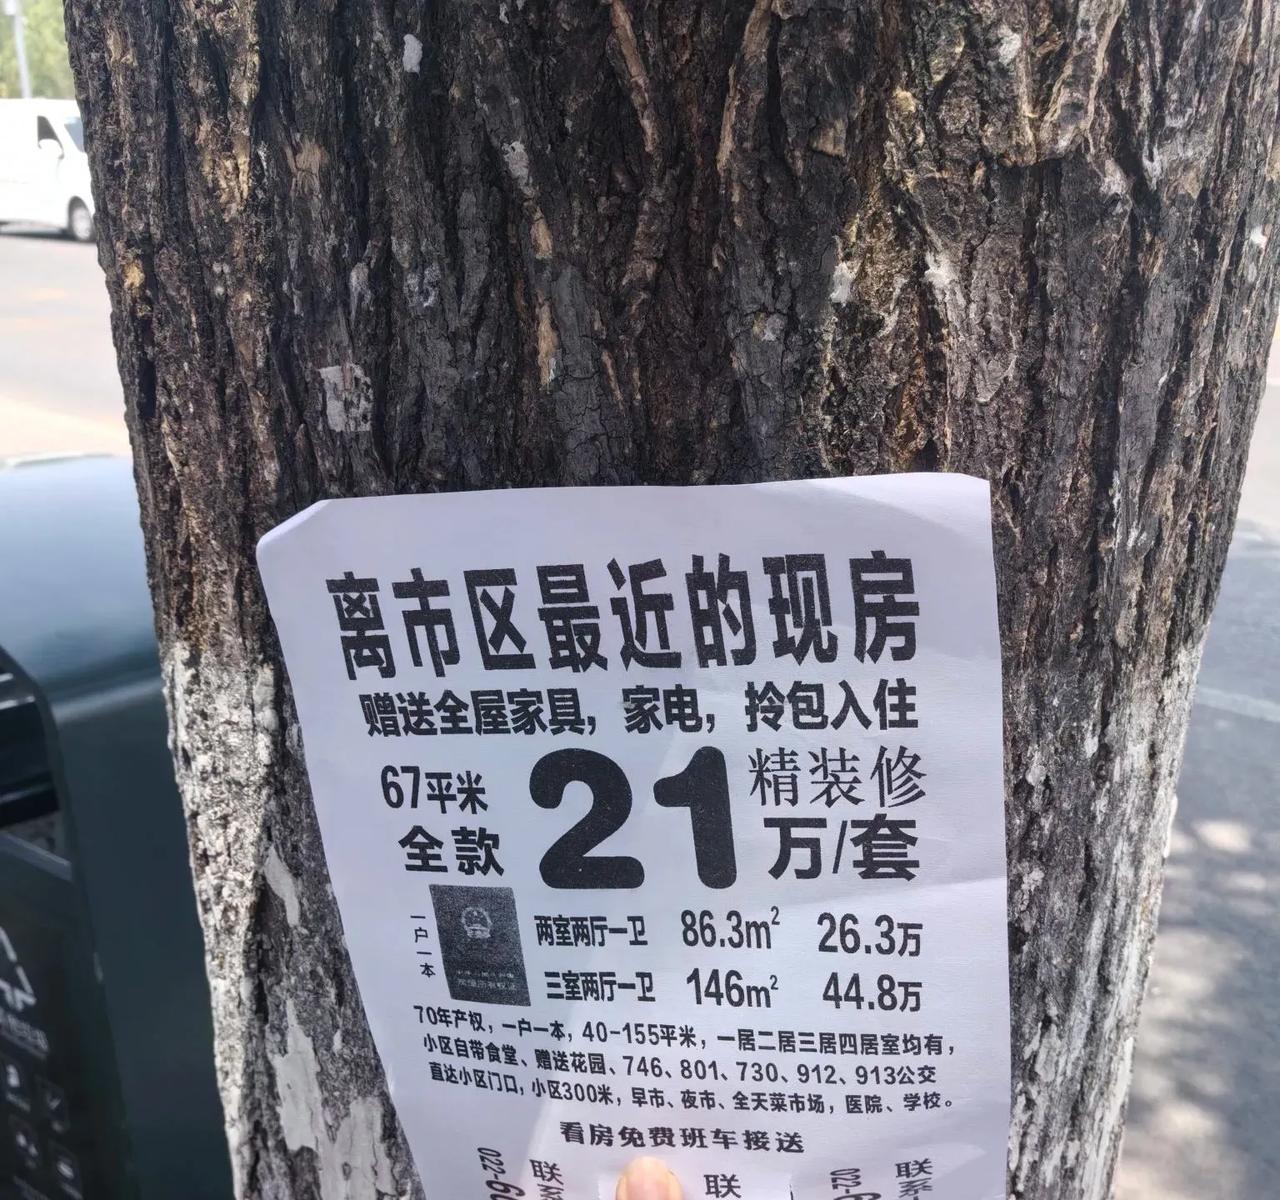 离市区最近的现房
赠送全屋家具，家电，拎包入住
67平米
全款
21
精装修
万/套
一户一本
两室两厅一卫 86.3m² 26.3万
三室两厅一卫 146m² 44.8万
70年产权，一户一本，40-155平米，一居二居三居四居室均有，
小区自带食堂、赠送花园、746、801、730、912、913公交
直达小区门口，小区300米，早市、夜市、全天菜市场，医院、学校。
看房免费班车接送
022-6
联系
联
022-6
联系